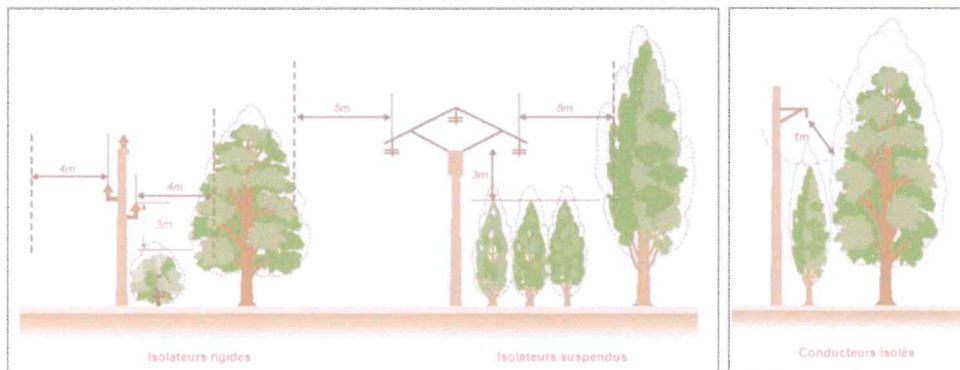 4m
4m
3m
5m
3m
5m
1m
Isolateurs rigides
Isolateurs suspendus
Conducteurs isolés